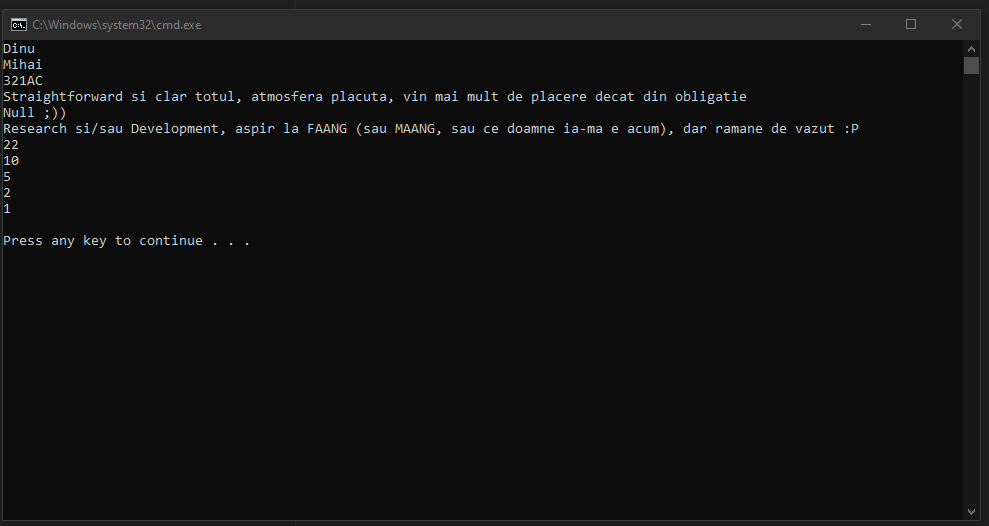 C:\Windows\system32\cmd.exe
Dinu
Mihai
321AC
Straightforward si clar totul, atmosfera placuta, vin mai mult de placere decat din obligatie
Null ;))
Research si/sau Development, aspir la FAANG (sau MAANG, sau ce doamne ia-ma e acum), dar ramane de vazut :P
22
10
5
2
1
Press any key to continue . . .